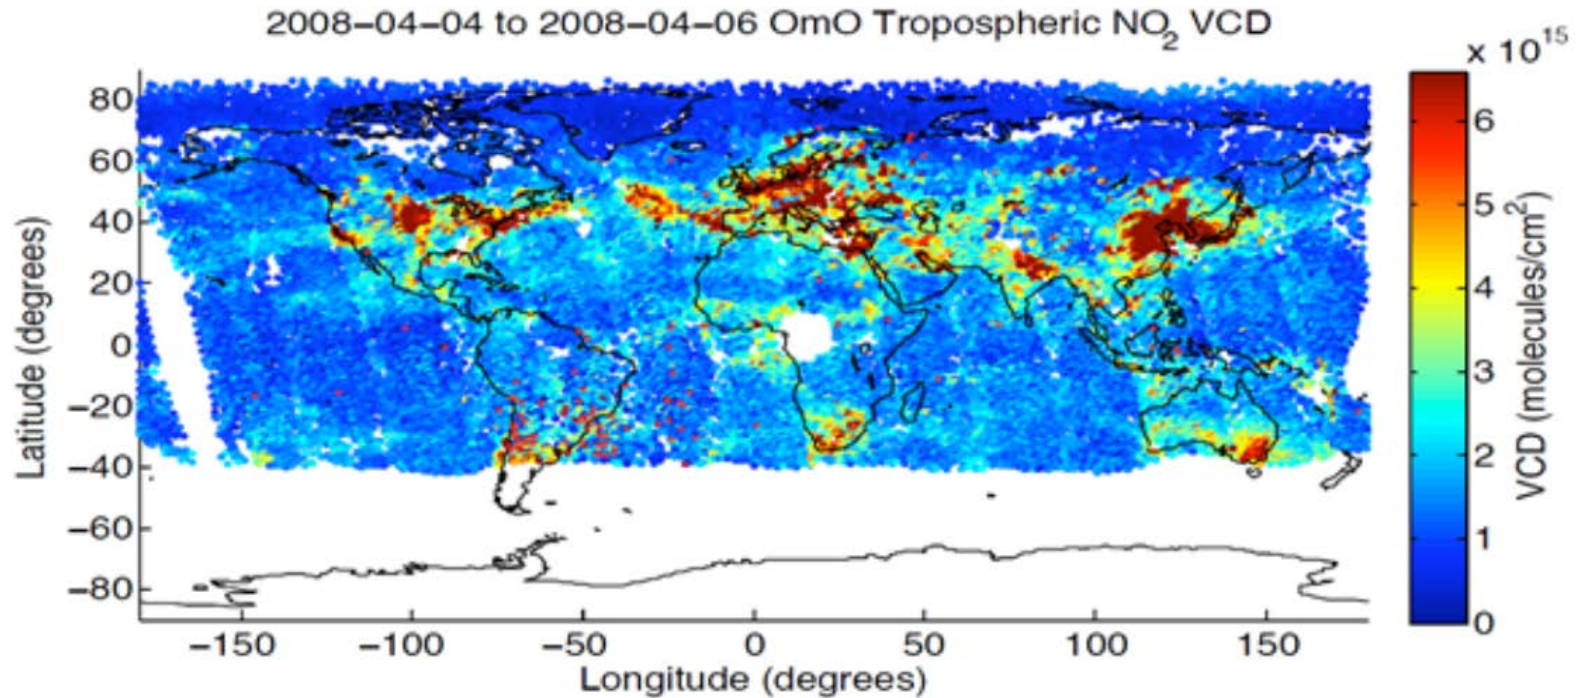 2008−04−04 to 2008−04−06 OmO Tropospheric NO2 VCD
x 10^15
80
60
40
20
0
−20
−40
−60
−80
Latitude (degrees)
−150 −100 −50 0 50 100 150
Longitude (degrees)
6
5
4
3
2
1
0
VCD (molecules/cm^2)